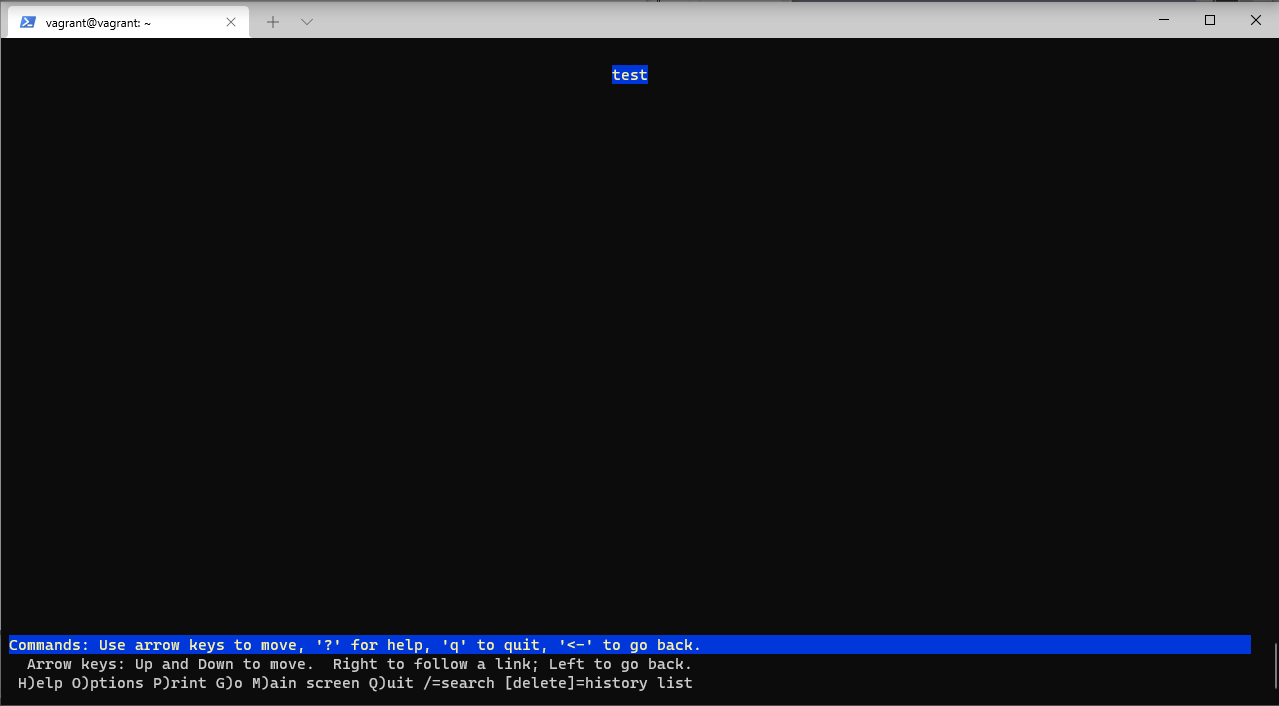 vagrant@vagrant: ~
test
Commands: Use arrow keys to move, '?' for help, 'q' to quit, '<-' to go back.
Arrow keys: Up and Down to move.  Right to follow a link; Left to go back.
H)elp O)ptions P)rint G)o M)ain screen Q)uit /=search [delete]=history list